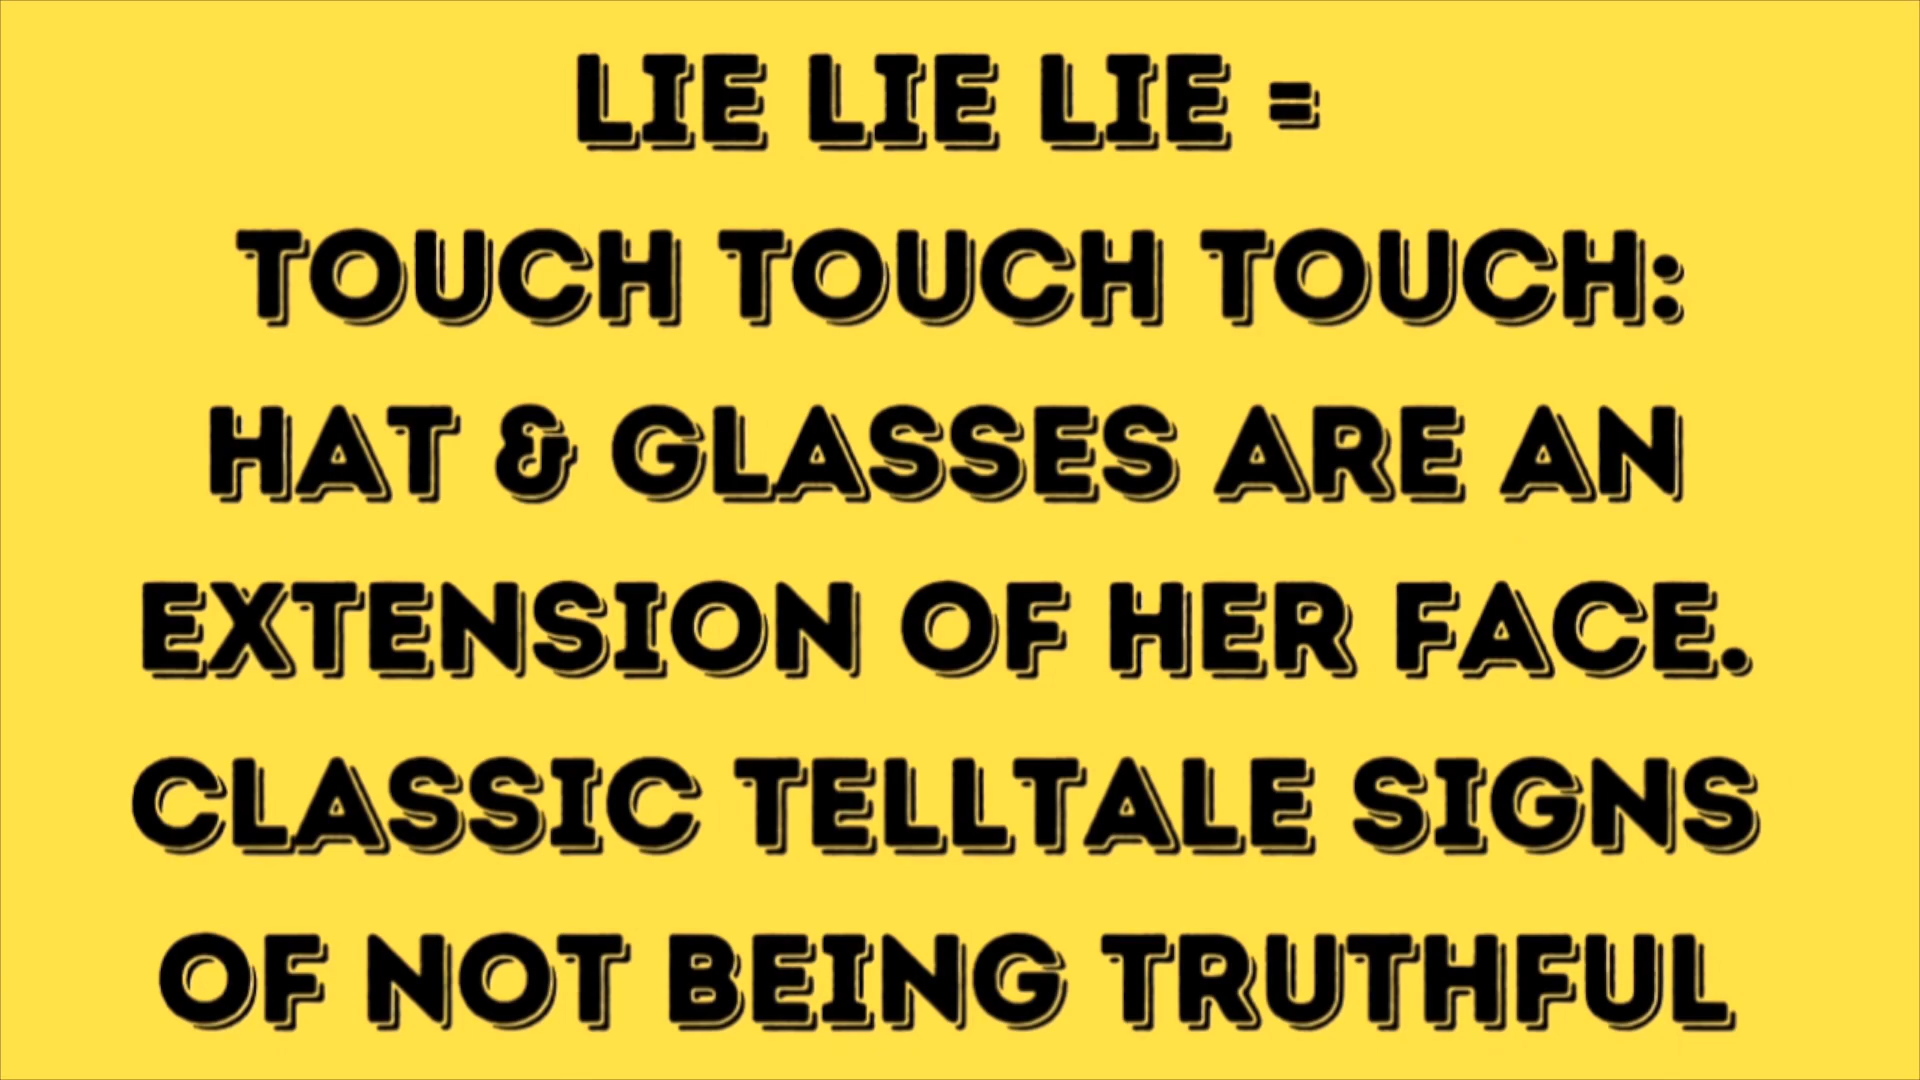 LIE LIE LIE =
TOUCH TOUCH TOUCH:
HAT & GLASSES ARE AN
EXTENSION OF HER FACE.
CLASSIC TELLTALE SIGNS
OF NOT BEING TRUTHFUL